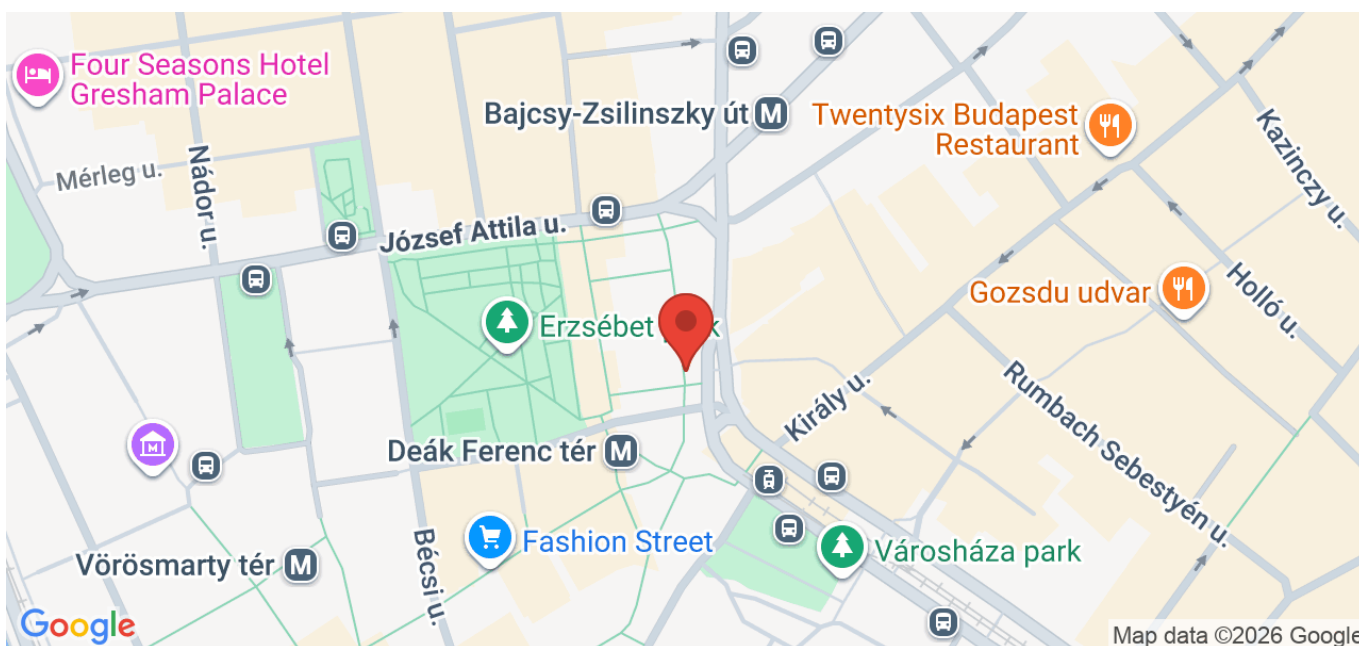 Four Seasons Hotel
Gresham Palace
Bajcsy-Zsilinszky út M
Twentysix Budapest
Restaurant
Kazinczy u.
Mérleg u.
Nádor u.
József Attila u.
Gozsdu udvar
Holló u.
Erzsébet
Király u.
Rumbach Sebestyén u.
Deák Ferenc tér M
M
Fashion Street
Bécsi u.
Városháza park
Vörösmarty tér M
Google
Map data ©2026 Google